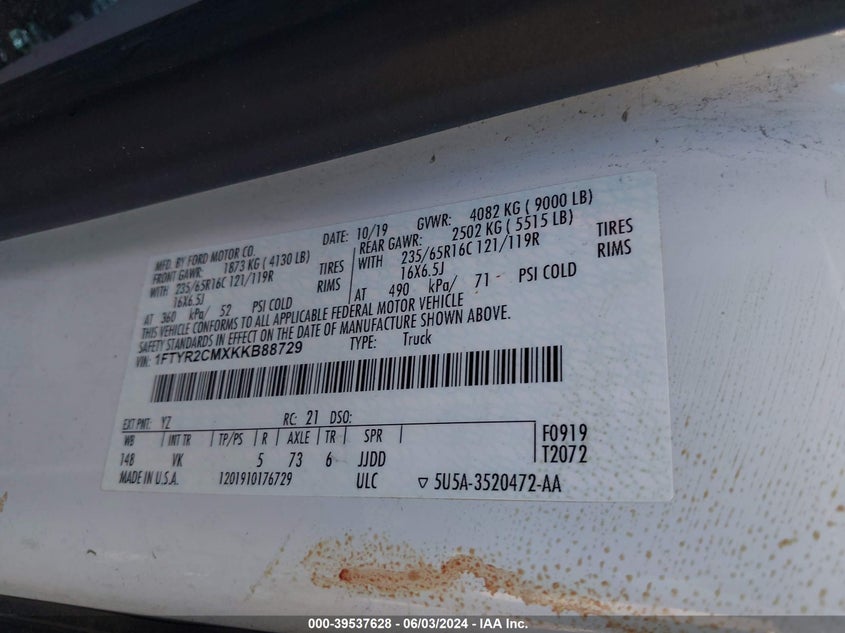 MFD. BY FORD MOTOR CO. DATE: 10/19 GVWR: 4082 KG ( 9000 LB)
FRONT GAWR: 1873 KG ( 4130 LB) REAR GAWR: 2502 KG ( 5515 LB)
WITH 235/65R16C 121/119R TIRES WITH 235/65R16C 121/119R TIRES
16X6.5J RIMS 16X6.5J RIMS
AT 360 kPa/ 52 PSI COLD AT 490 kPa/ 71 PSI COLD
THIS VEHICLE CONFORMS TO ALL APPLICABLE FEDERAL MOTOR VEHICLE
SAFETY STANDARDS IN EFFECT ON THE DATE OF MANUFACTURE SHOWN ABOVE.
VIN: 1FTYR2CMXKKB88729 TYPE: Truck
EXT PNT: YZ RC: 21 DSO:
WB INT TR TP/PS R AXLE TR SPR F0919
148 VK 5 73 6 JJDD T2072
MADE IN U.S.A. 1201910176729 ULC ▽ 5U5A-3520472-AA
000-39537628 - 06/03/2024 - IAA Inc.